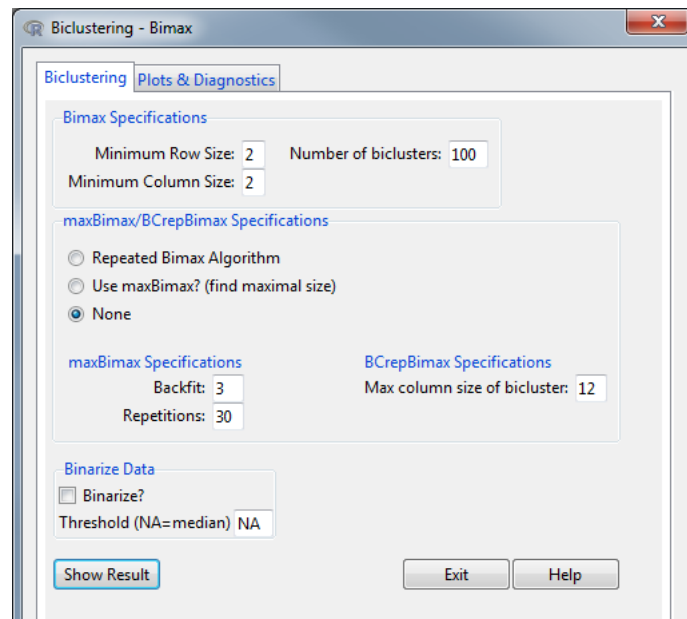 Biclustering - Bimax
Biclustering Plots & Diagnostics
Bimax Specifications
Minimum Row Size: 2 Number of biclusters: 100
Minimum Column Size: 2
maxBimax/BCrepBimax Specifications
Repeated Bimax Algorithm
Use maxBimax? (find maximal size)
None
maxBimax Specifications BCrepBimax Specifications
Backfit: 3 Max column size of bicluster: 12
Repetitions: 30
Binarize Data
Binarize?
Threshold (NA=median) NA
Show Result Exit Help